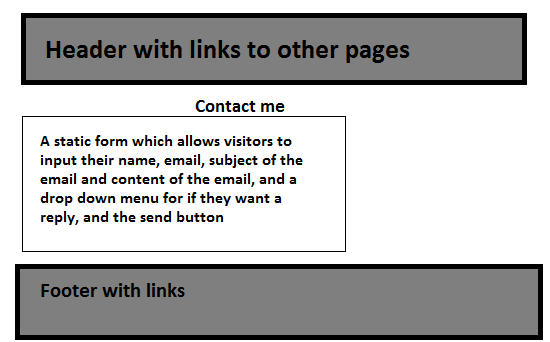 Header with links to other pages
Contact me
A static form which allows visitors to
input their name, email, subject of the
email and content of the email, and a
drop down menu for if they want a
reply, and the send button
Footer with links